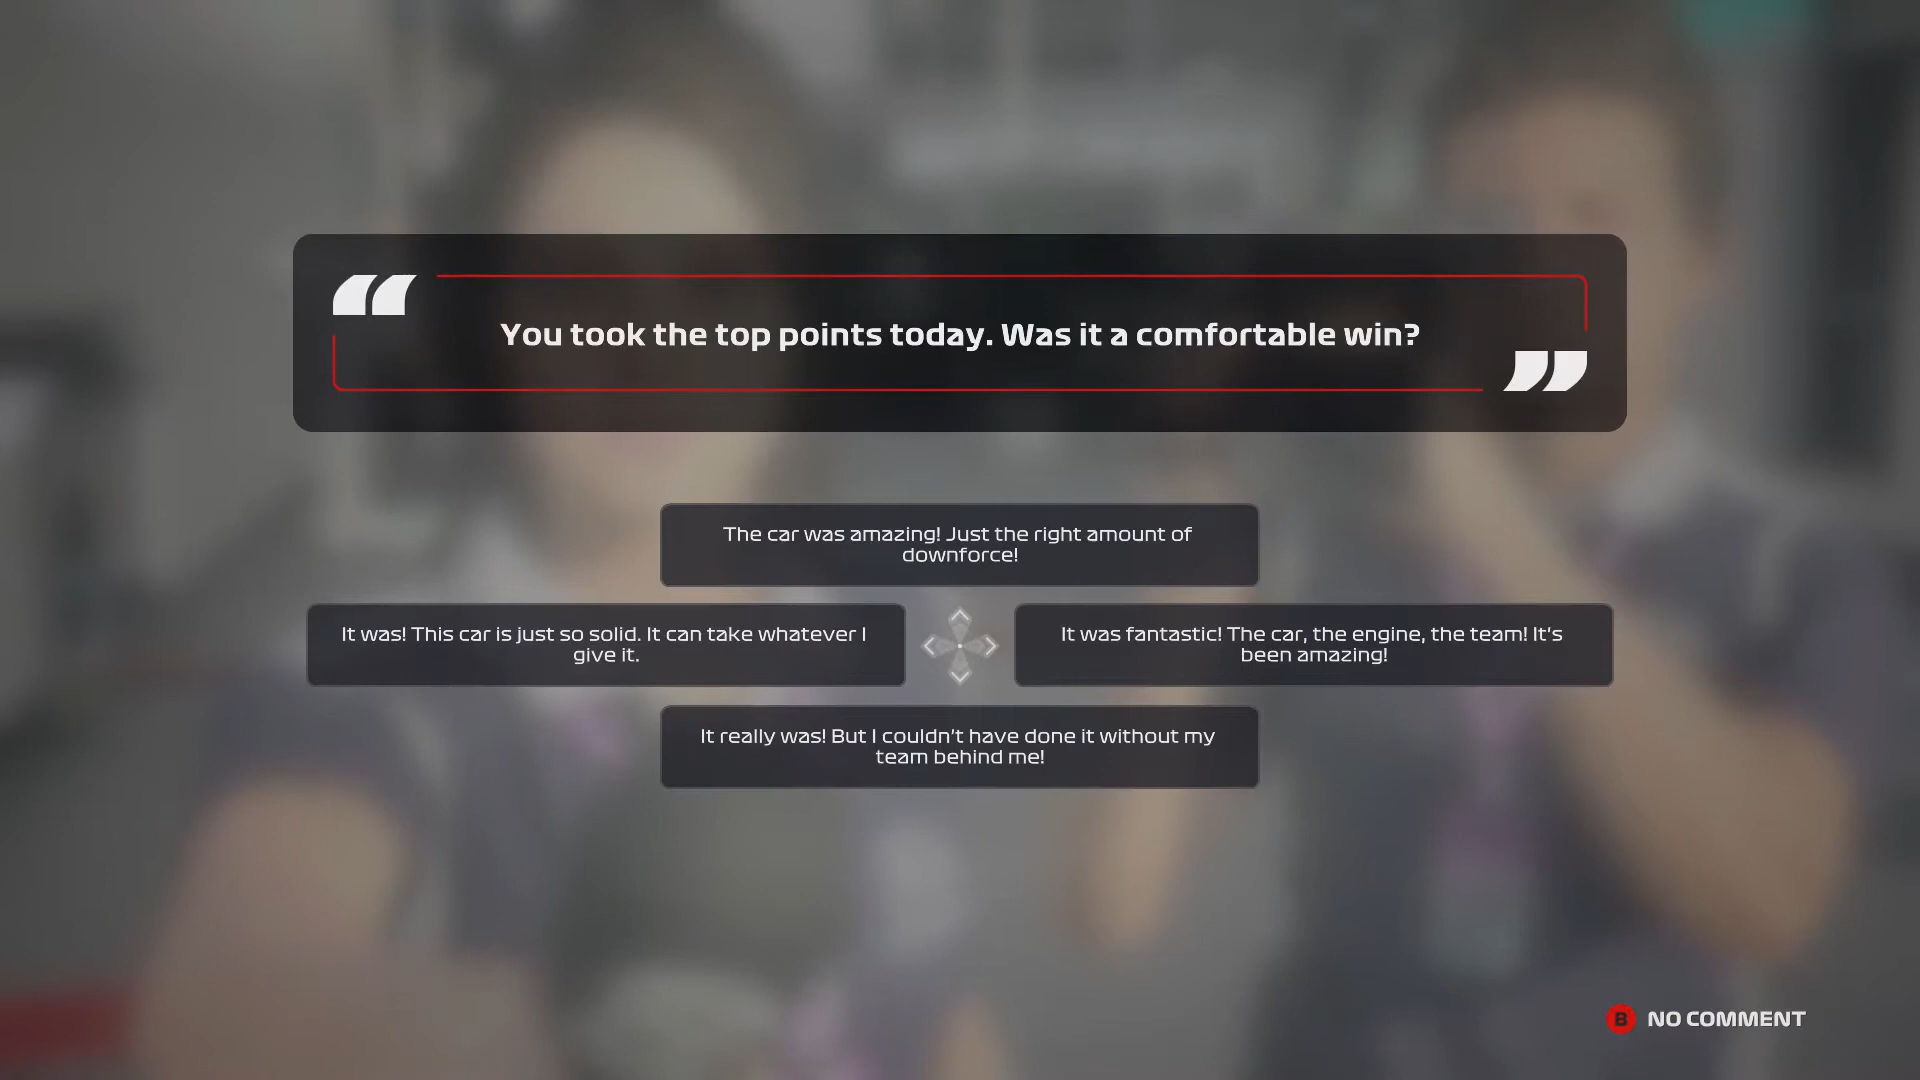 You took the top points today. Was it a comfortable win?
The car was amazing! Just the right amount of
downforce!
It was! This car is just so solid. It can take whatever I
give it.
It was fantastic! The car, the engine, the team! It's
been amazing!
It really was! But I couldn't have done it without my
team behind me!
B NO COMMENT